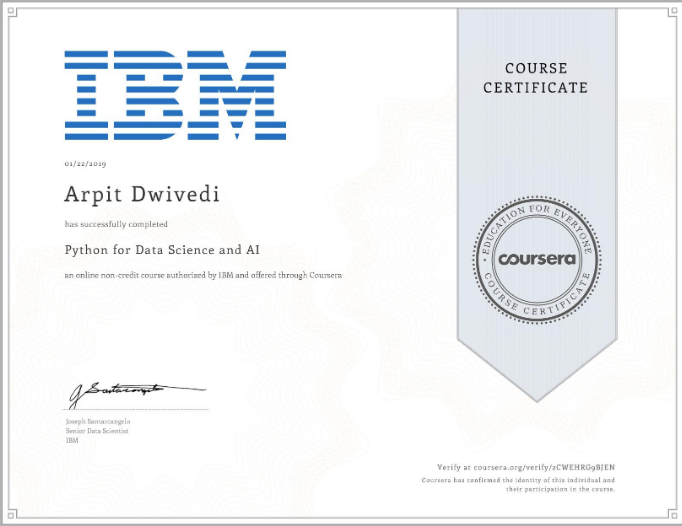 IBM
COURSE
CERTIFICATE
01/22/2019
Arpit Dwivedi
has successfully completed
Python for Data Science and AI
an online non-credit course authorized by IBM and offered through Coursera
EDUCATION FOR EVERYONE
coursera
COURSE CERTIFICATE
Joseph Santarcangelo
Senior Data Scientist
IBM
Verify at coursera.org/verify/2CWEHRG9BJEN
Coursera has confirmed the identity of this individual and
their participation in the course.